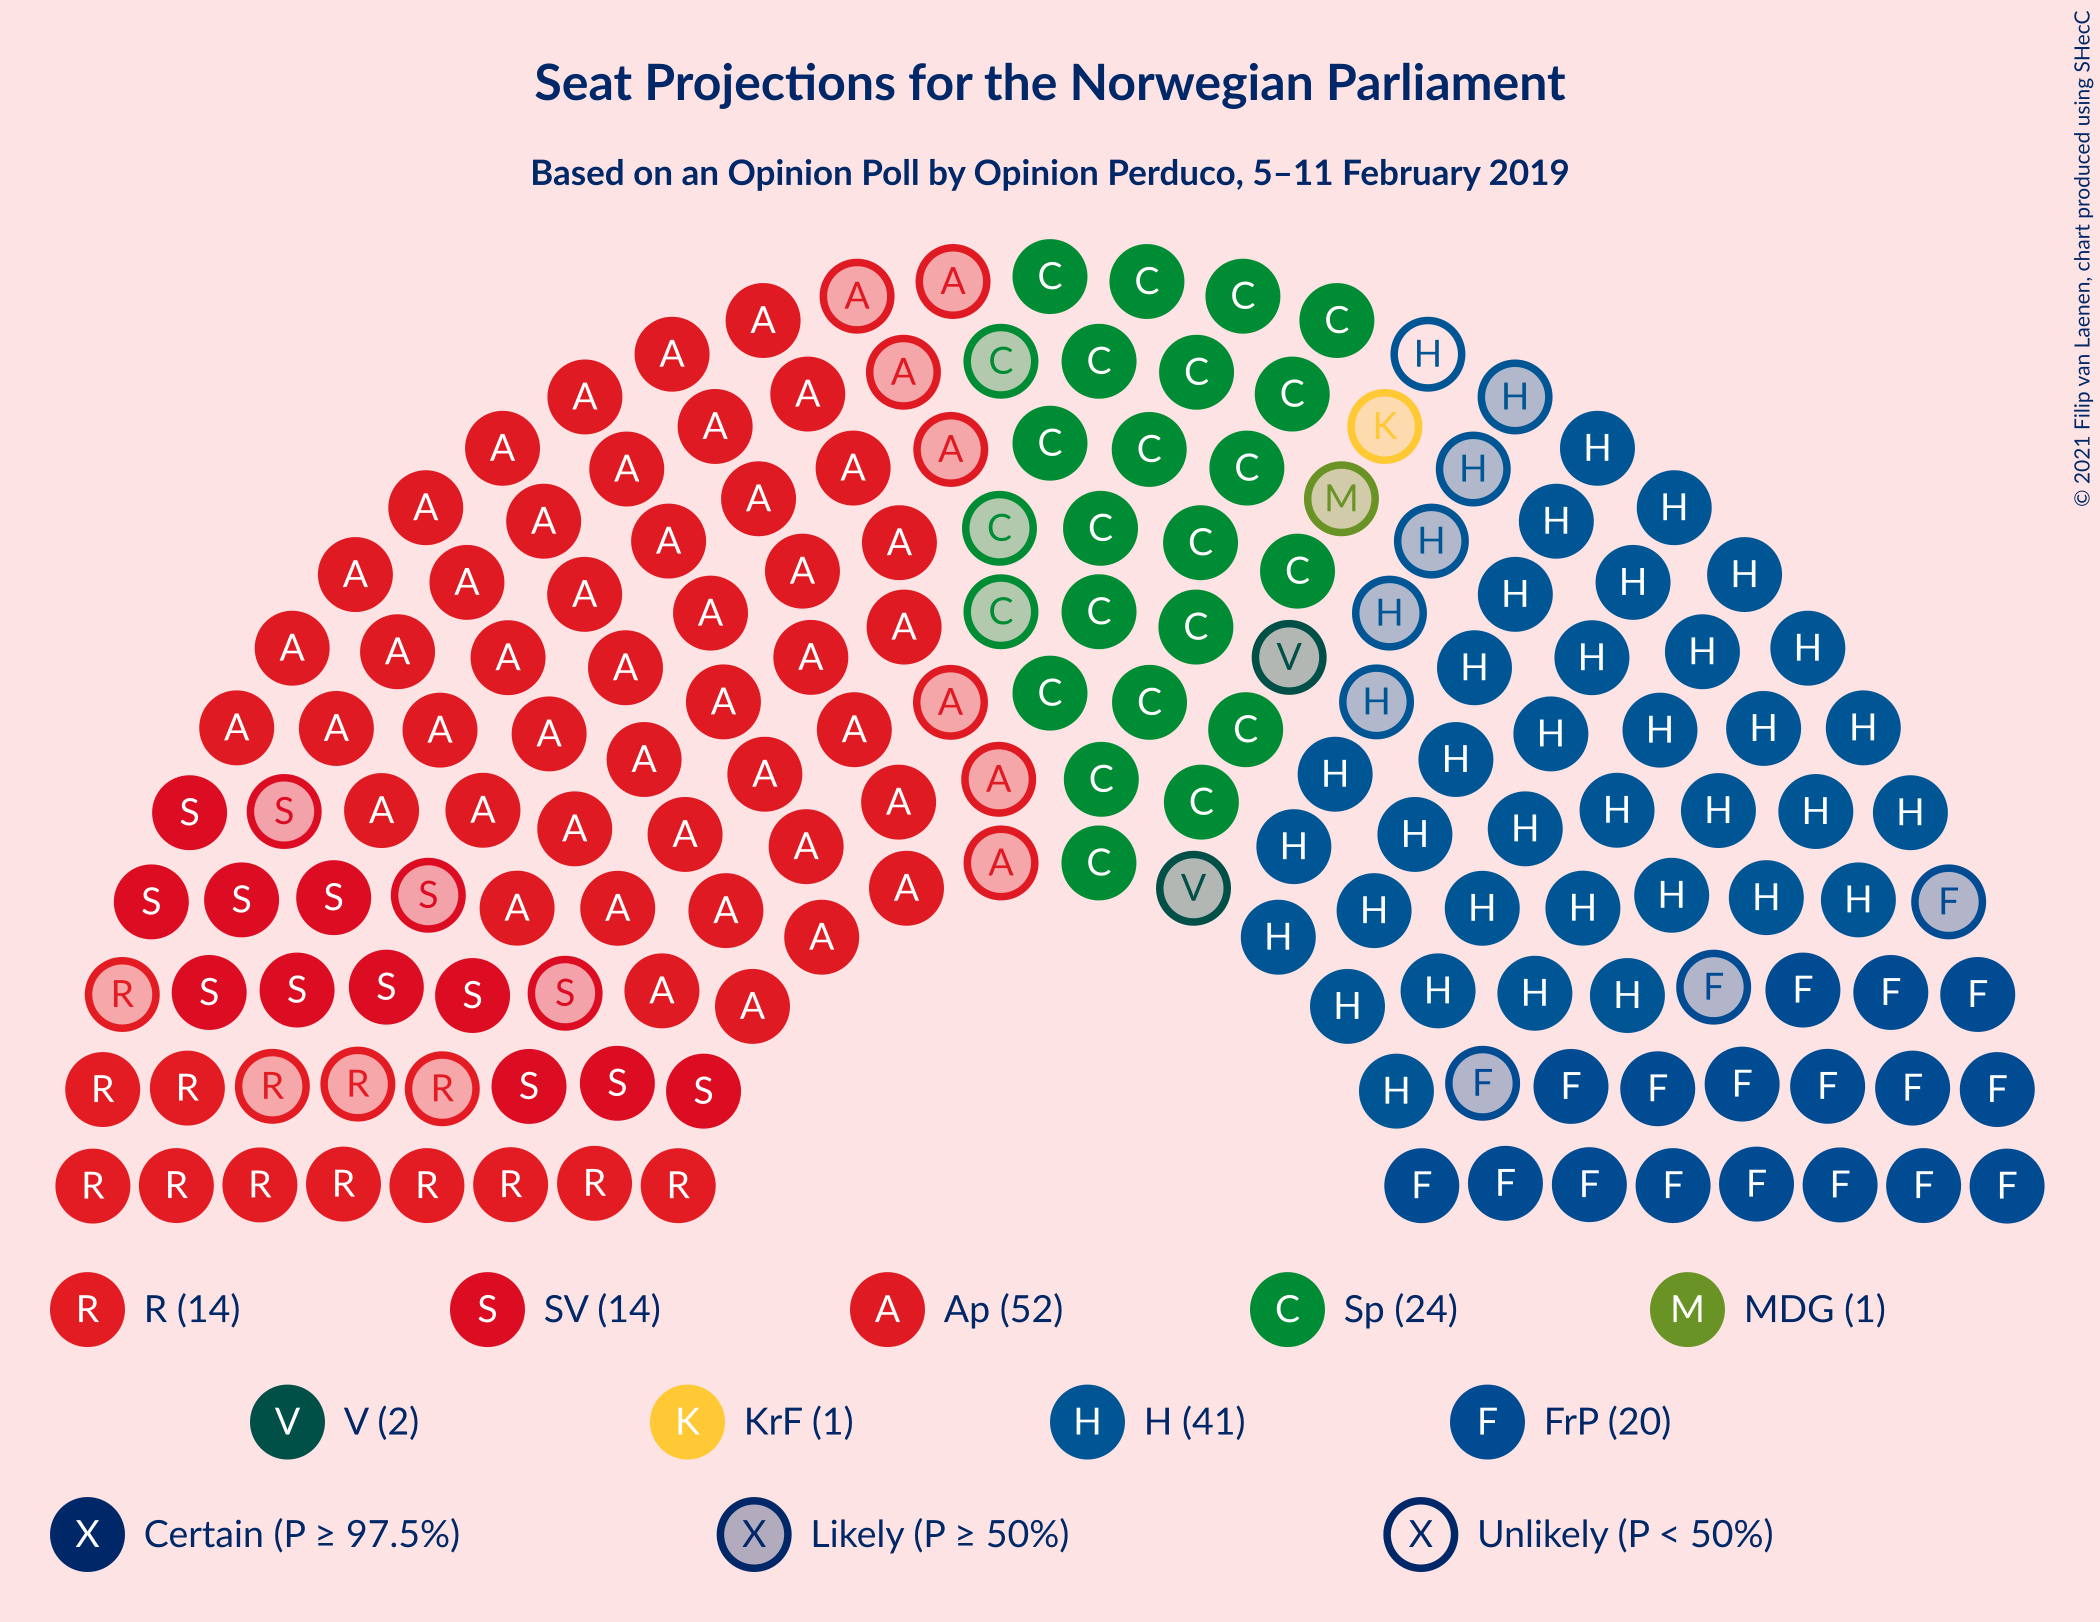 Seat Projections for the Norwegian Parliament
Based on an Opinion Poll by Opinion Perduco, 5–11 February 2019
© 2021 Filip van Laenen, chart produced using SHecC
C
A C
A C
A C
A C C
A C H
A A C H
A A C K H
A A A C H
A A A C C M H H
A A A C A H
A A A C C H H
A A A A C C C H H H
A A A A C C V H H H H
A A A A A A C C H H H H H
A A A A A A C H H H H
S S A A A A A A C C H H H H H H H
S S S S A A A A A C V H H H H H H H F
R S S S S S A A A H H H H H F F F F
R R R R R S S S H F F F F F F F
R R R R R R R R F F F F F F F F
R R (14) S SV (14) A Ap (52) C Sp (24) M MDG (1)
V V (2) K KrF (1) H H (41) F FrP (20)
X Certain (P ≥ 97.5%) X Likely (P ≥ 50%) X Unlikely (P < 50%)